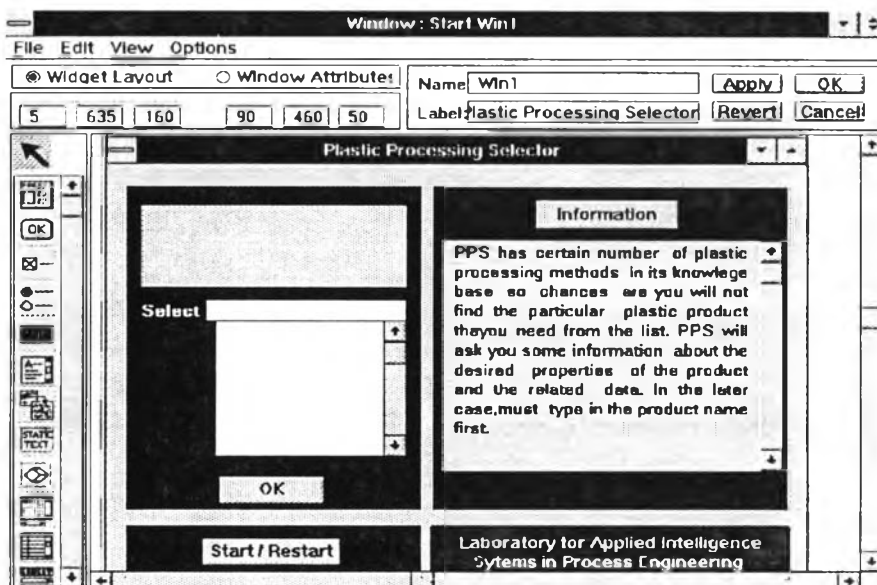 Window : Start Win1
File Edit View Options
Widget Layout Window Attributes
Name: Win1 Apply OK
5 635 160 90 460 50
Label: Plastic Processing Selector Revert Cancel
Plastic Processing Selector
Information
PPS has certain number of plastic
processing methods in its knowlege
base so chances are you will not
find the particular plastic product
thayou need from the list. PPS will
ask you some information about the
desired properties of the product
and the related data. In the later
case,must type in the product name
first.
Select
OK
OK
STATIC
TEXT
Start / Restart
Laboratory for Applied Intelligence
Sytems in Process Engineering